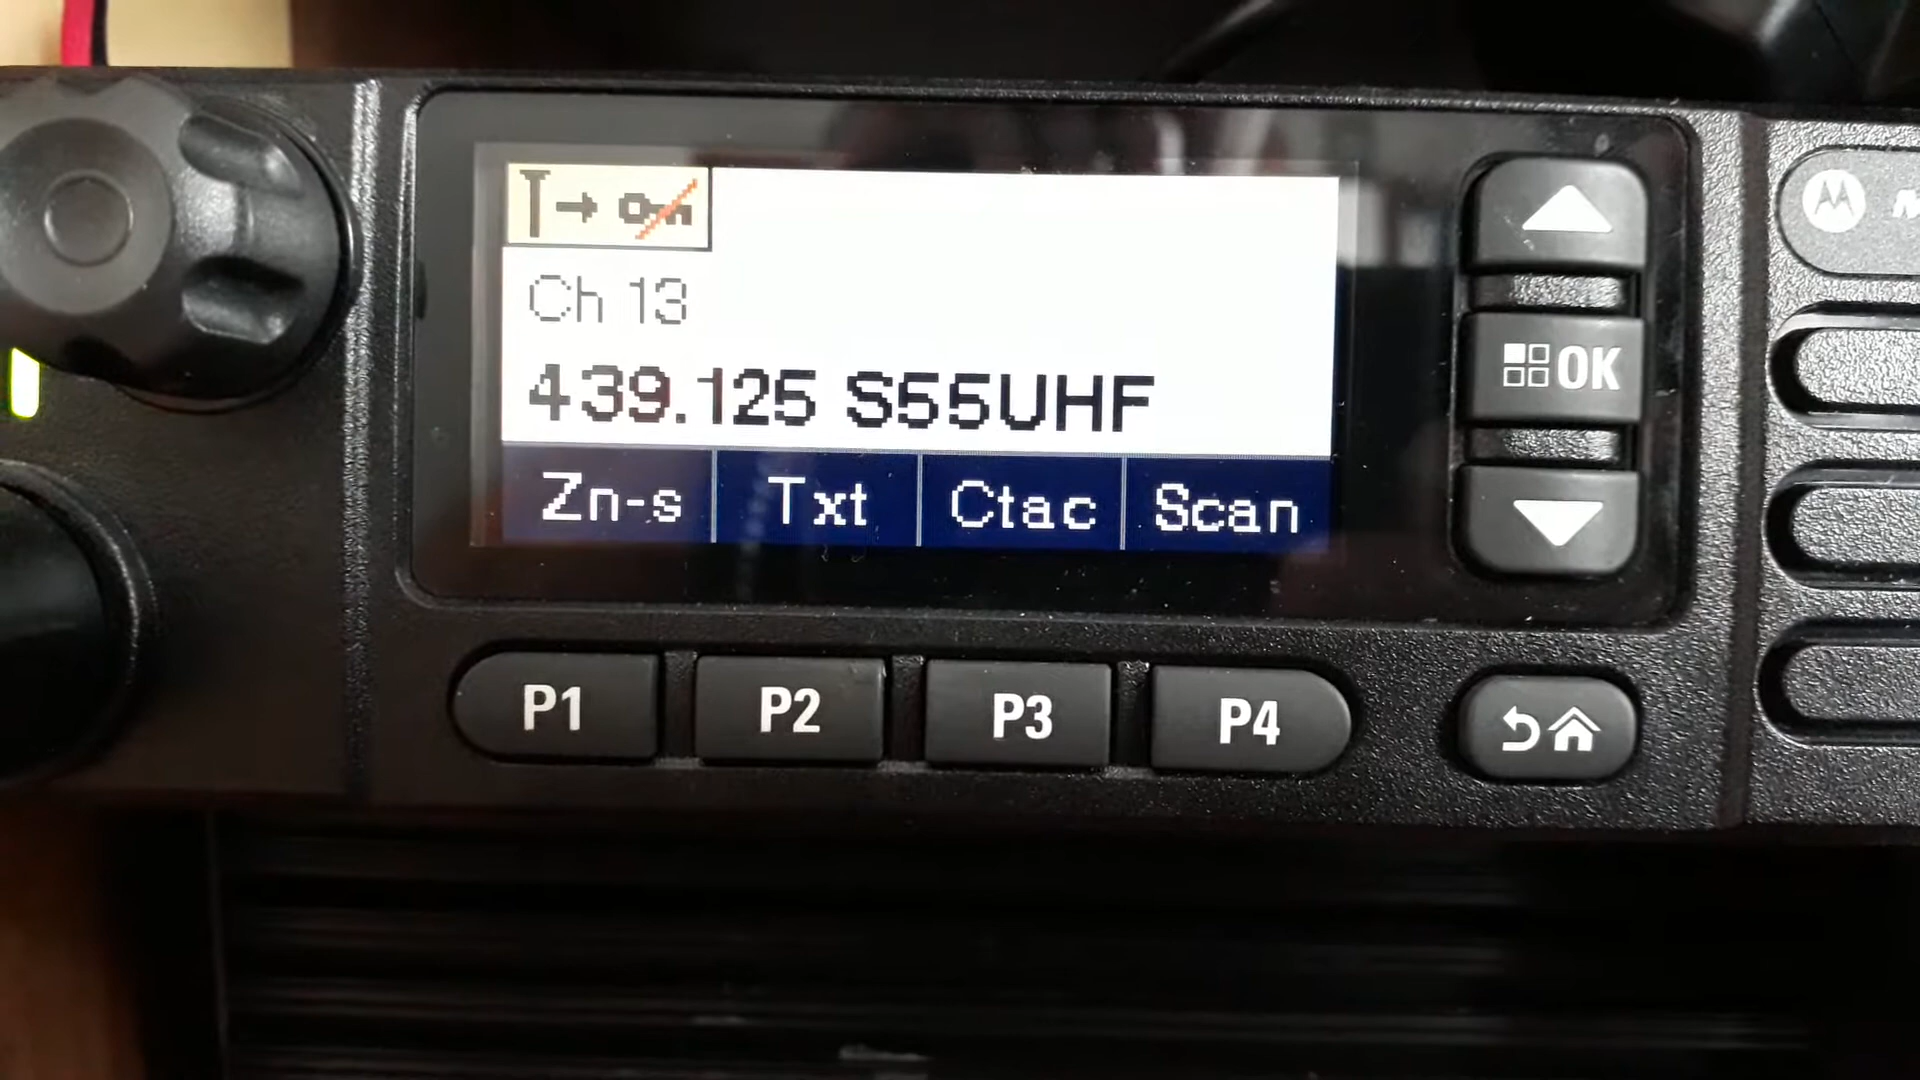 Ch 13
439.125 S55UHF
Zn-s Txt Ctac Scan
OK
P1 P2 P3 P4